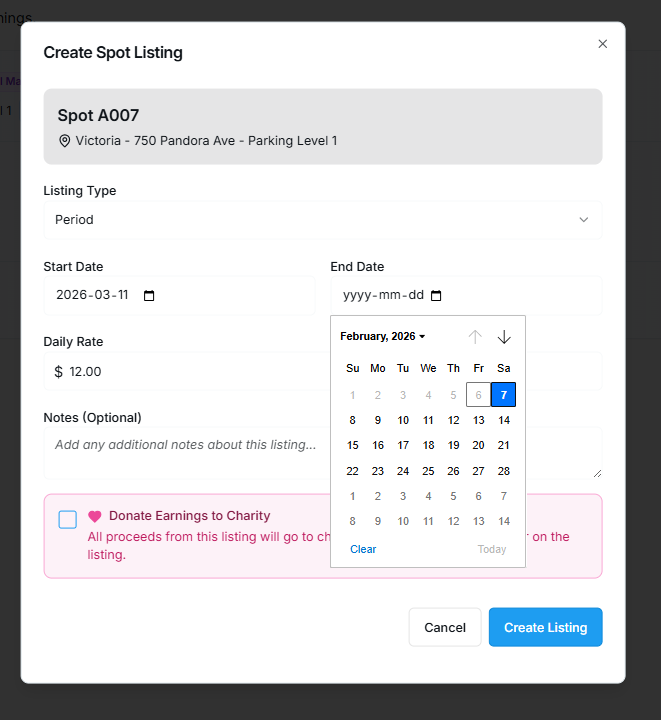 nings
l Ma
l 1
Create Spot Listing
Spot A007
Victoria - 750 Pandora Ave - Parking Level 1
Listing Type
Period
Start Date
End Date
2026-03-11
yyyy-mm-dd
Daily Rate
$ 12.00
Notes (Optional)
Add any additional notes about this listing...
February, 2026
Su Mo Tu We Th Fr Sa
1 2 3 4 5 6 7
8 9 10 11 12 13 14
15 16 17 18 19 20 21
22 23 24 25 26 27 28
1 2 3 4 5 6 7
8 9 10 11 12 13 14
Clear Today
Donate Earnings to Charity
All proceeds from this listing will go to ch r on the
listing.
Cancel
Create Listing